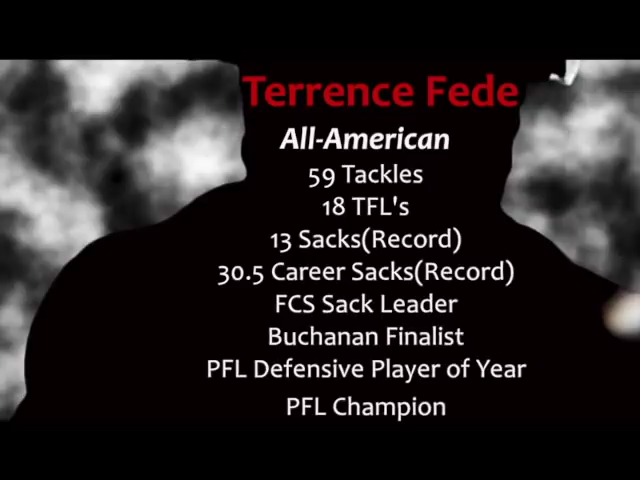 Terrence Fede
All-American
59 Tackles
18 TFL's
13 Sacks(Record)
30.5 Career Sacks(Record)
FCS Sack Leader
Buchanan Finalist
PFL Defensive Player of Year
PFL Champion